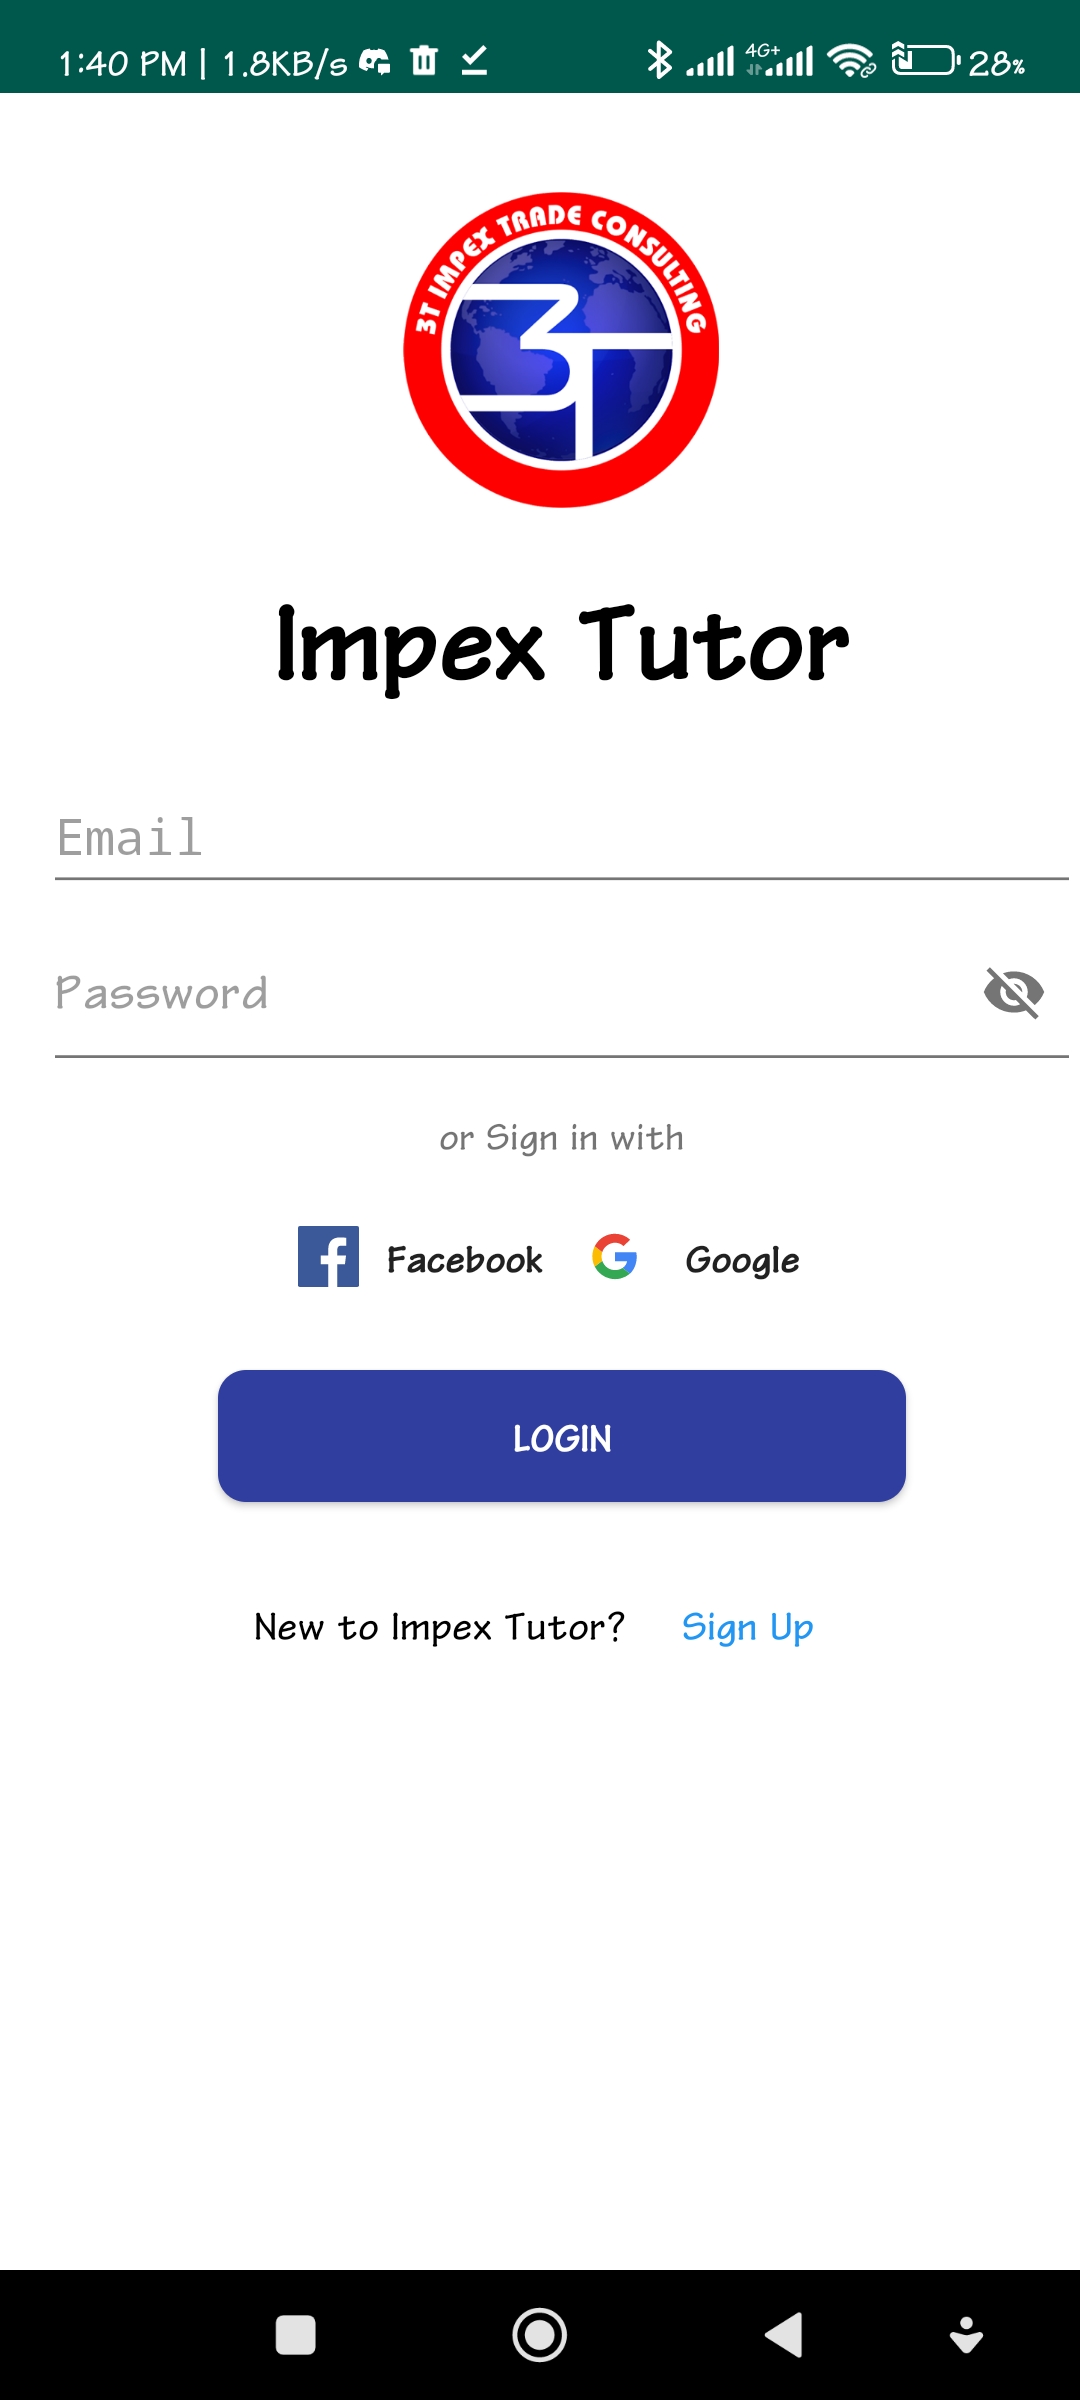 1:40 PM | 1.8KB/s 4G+ 28%
3T IMPEX TRADE CONSULTING
3T
Impex Tutor
Email
Password
or Sign in with
Facebook Google
LOGIN
New to Impex Tutor? Sign Up